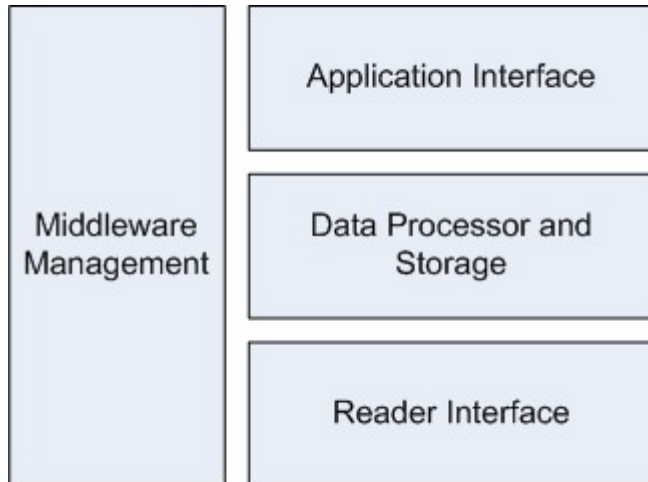 Middleware
Management
Application Interface
Data Processor and
Storage
Reader Interface